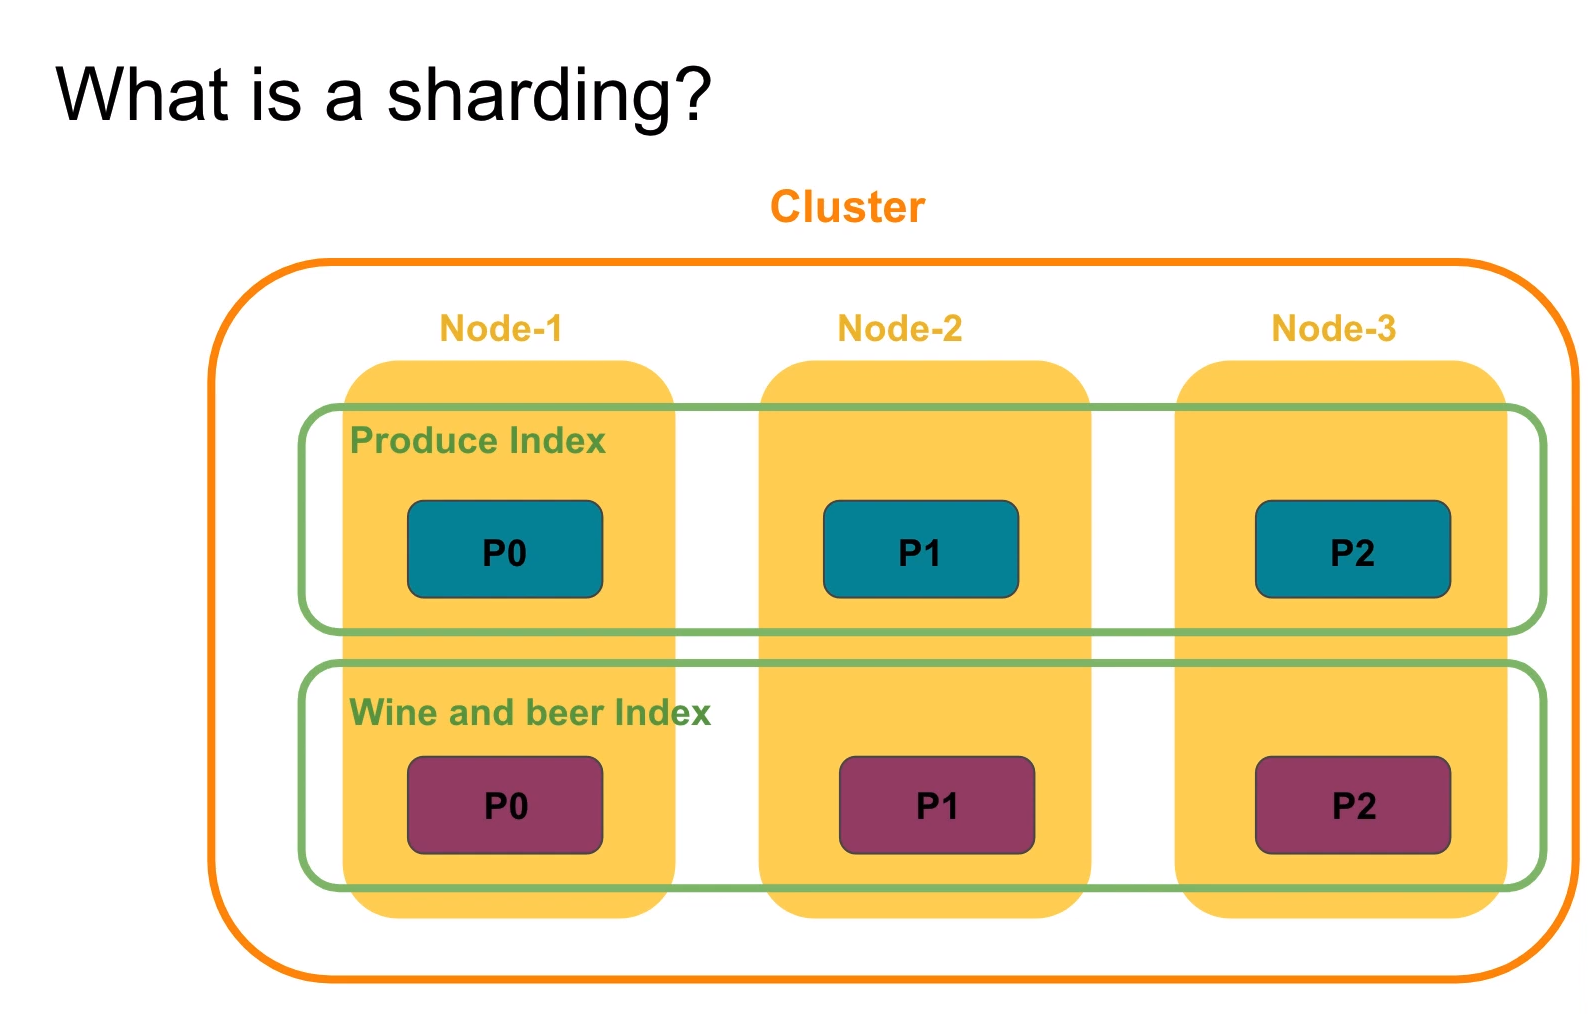 What is a sharding?
Cluster
Node-1 Node-2 Node-3
Produce Index
P0 P1 P2
Wine and beer Index
P0 P1 P2